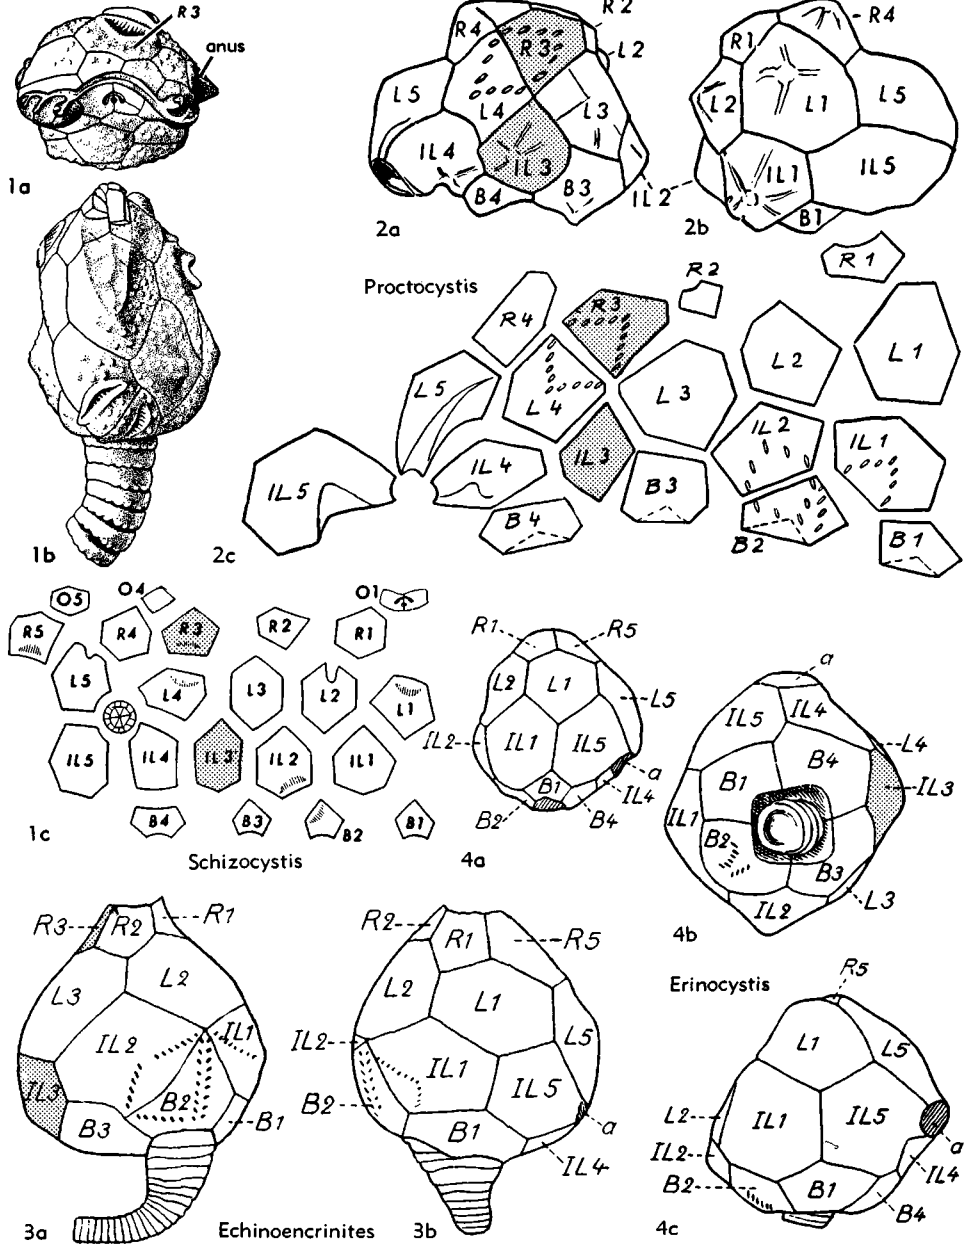 R3
anus
1a
1b
R4 R3 R2
L2
L5 L4 L3
IL4 IL3
B4 B3 IL2
2a
R1 R4
L2 L1 L5
IL1 IL5
B1
2b
Proctocystis
R4 R3 R2 R1
L5 L4 L3 L2 L1
IL5 IL4 IL3 IL2 IL1
B4 B3 B2 B1
2c
O5 O4 O1
R5 R4 R3 R2 R1
L5 L4 L3 L2 L1
IL5 IL4 IL3 IL2 IL1
B4 B3 B2 B1
1c
Schizocystis
R1 R5
L2 L1 L5
IL2 IL1 IL5
a
B1 IL4
B2 B4
4a
a
IL5 IL4
L4
B1 B4
IL3
IL1
B2 B3
IL2 L3
4b
Erinocystis
R3 R2 R1
L3 L2
IL2 IL1
IL3 B2
B3 B1
3a
Echinoencrinites
R2 R1 R5
L2 L1
L5
IL2 IL1 IL5
B2 B1 a
IL4
3b
R5
L1 L5
L2 IL1 IL5
IL2 a
IL4
B2 B1 B4
4c